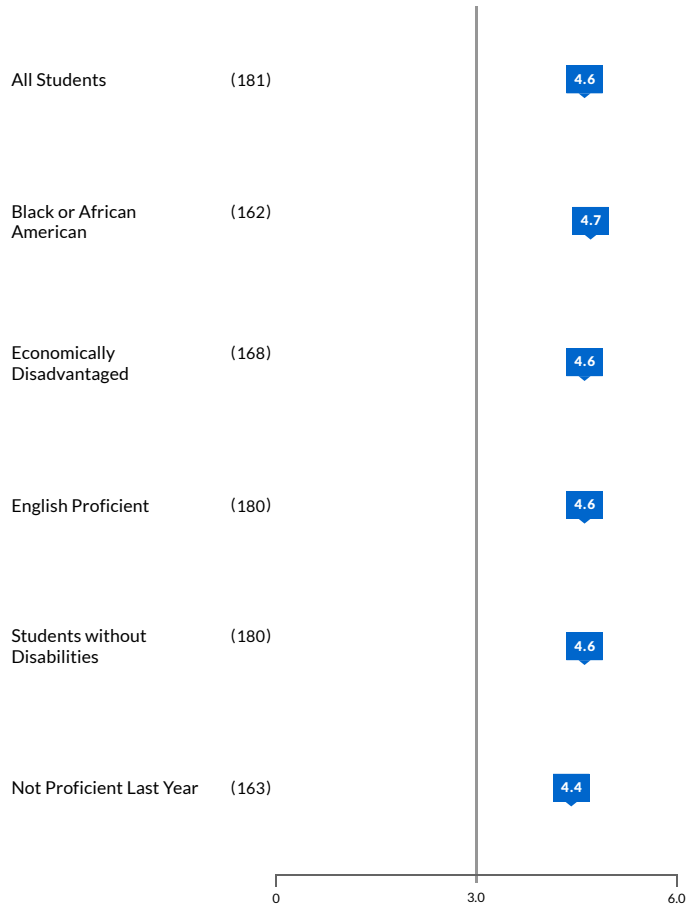 All Students (181) 4.6
Black or African (162) 4.7
American
Economically (168) 4.6
Disadvantaged
English Proficient (180) 4.6
Students without (180) 4.6
Disabilities
Not Proficient Last Year (163) 4.4
0 3.0 6.0